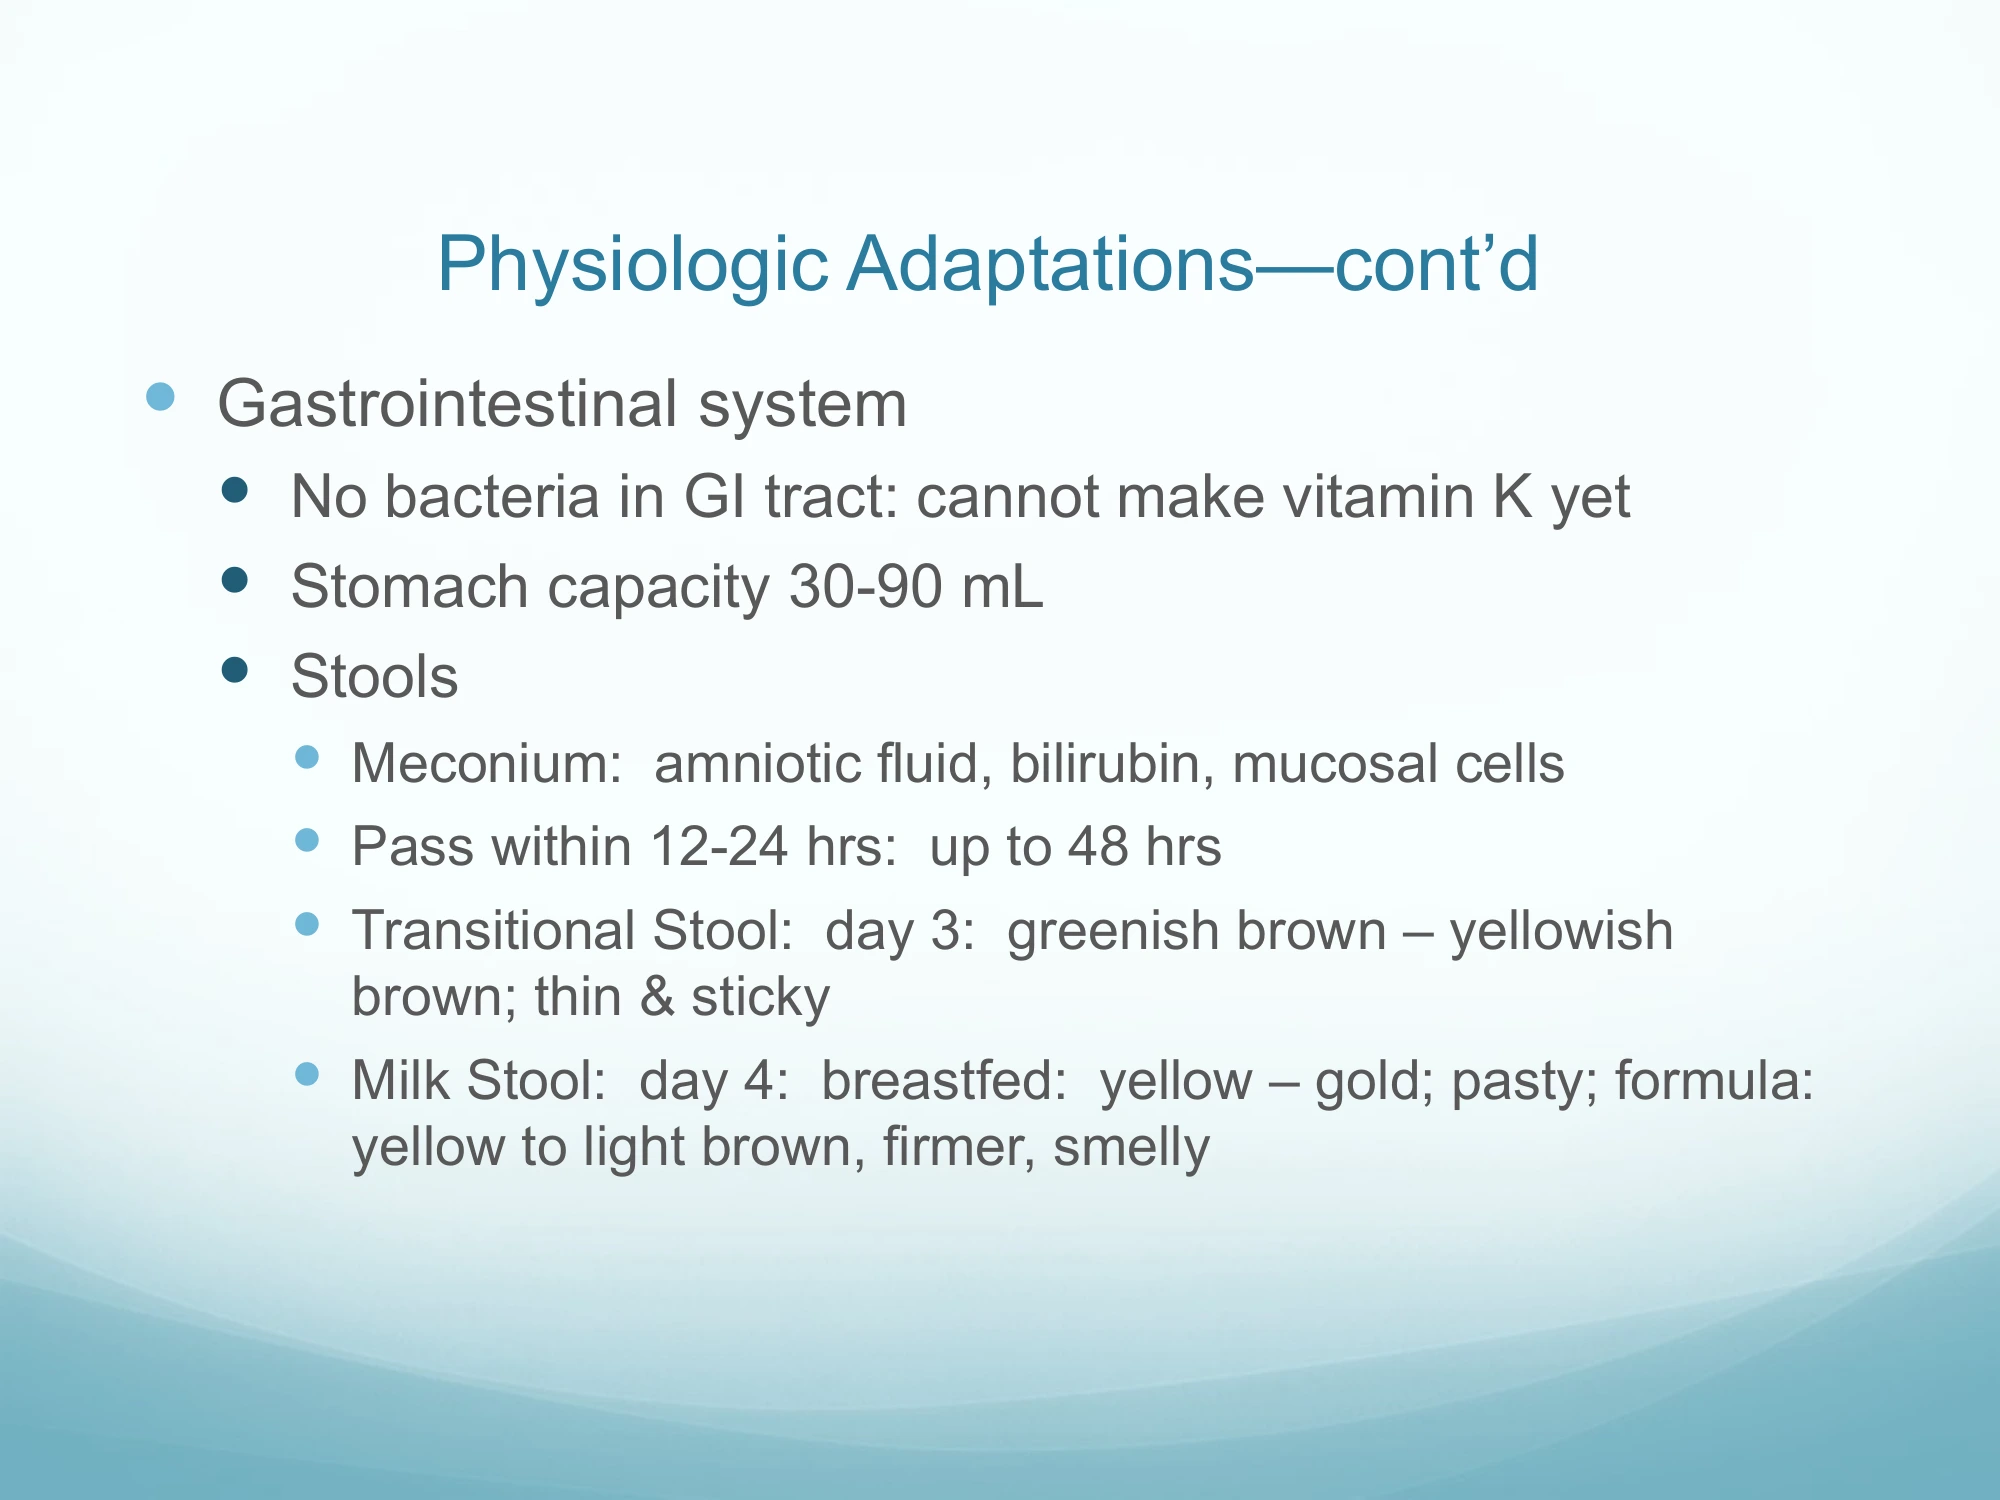 Physiologic Adaptations—cont’d
• Gastrointestinal system
• No bacteria in GI tract: cannot make vitamin K yet
• Stomach capacity 30-90 mL
• Stools
• Meconium:  amniotic fluid, bilirubin, mucosal cells
• Pass within 12-24 hrs:  up to 48 hrs
• Transitional Stool:  day 3:  greenish brown – yellowish
brown; thin & sticky
• Milk Stool:  day 4:  breastfed:  yellow – gold; pasty; formula:
yellow to light brown, firmer, smelly